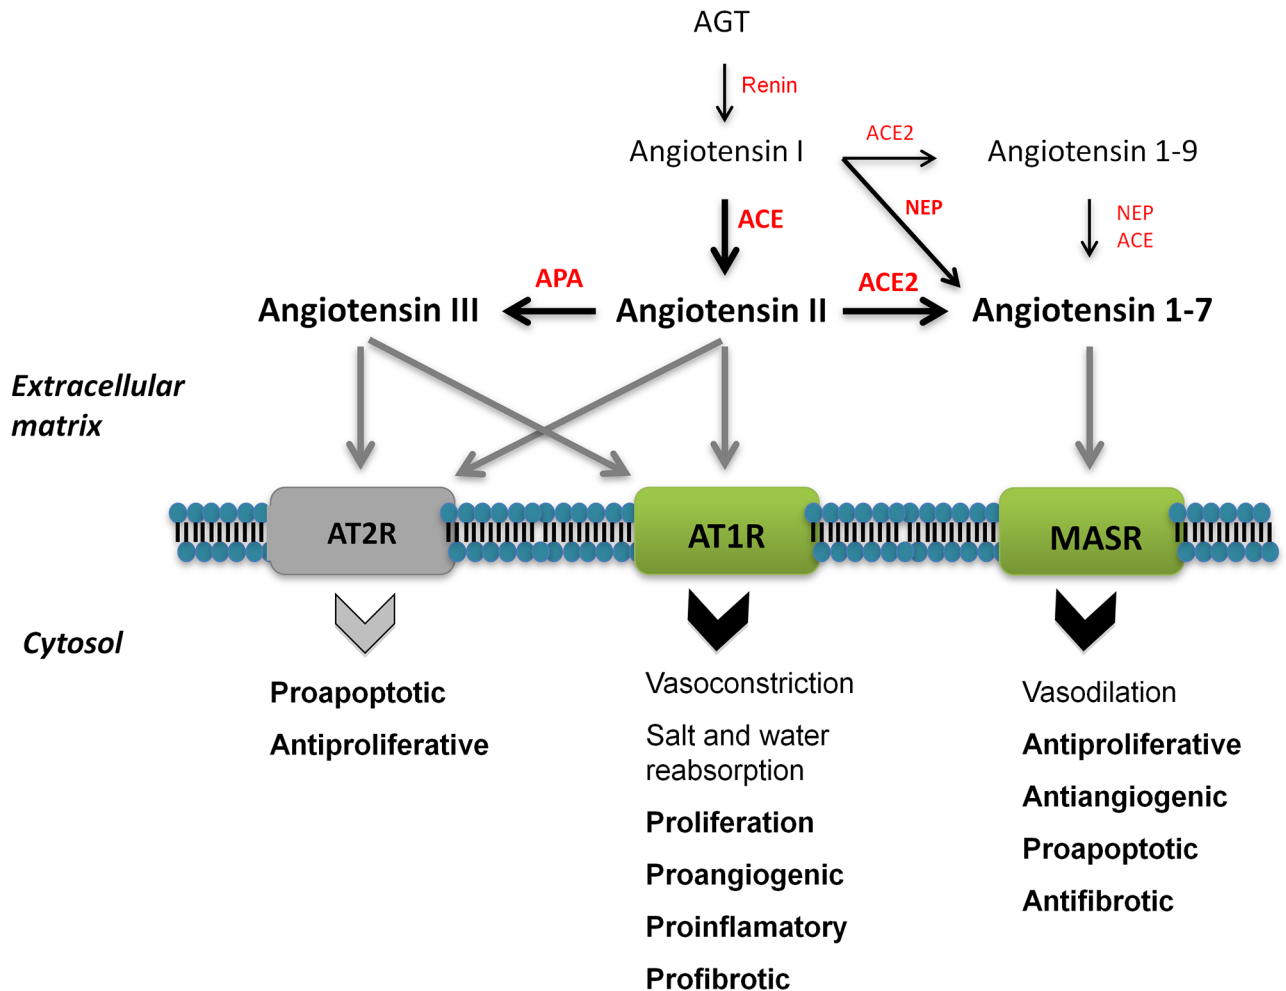 AGT
Renin
Angiotensin I
ACE2
Angiotensin 1-9
ACE
NEP
NEP
ACE
APA
ACE2
Angiotensin III
Angiotensin II
Angiotensin 1-7
Extracellular
matrix
AT2R
AT1R
MASR
Cytosol
Proapoptotic
Antiproliferative
Vasoconstriction
Salt and water
reabsorption
Proliferation
Proangiogenic
Proinflamatory
Profibrotic
Vasodilation
Antiproliferative
Antiangiogenic
Proapoptotic
Antifibrotic